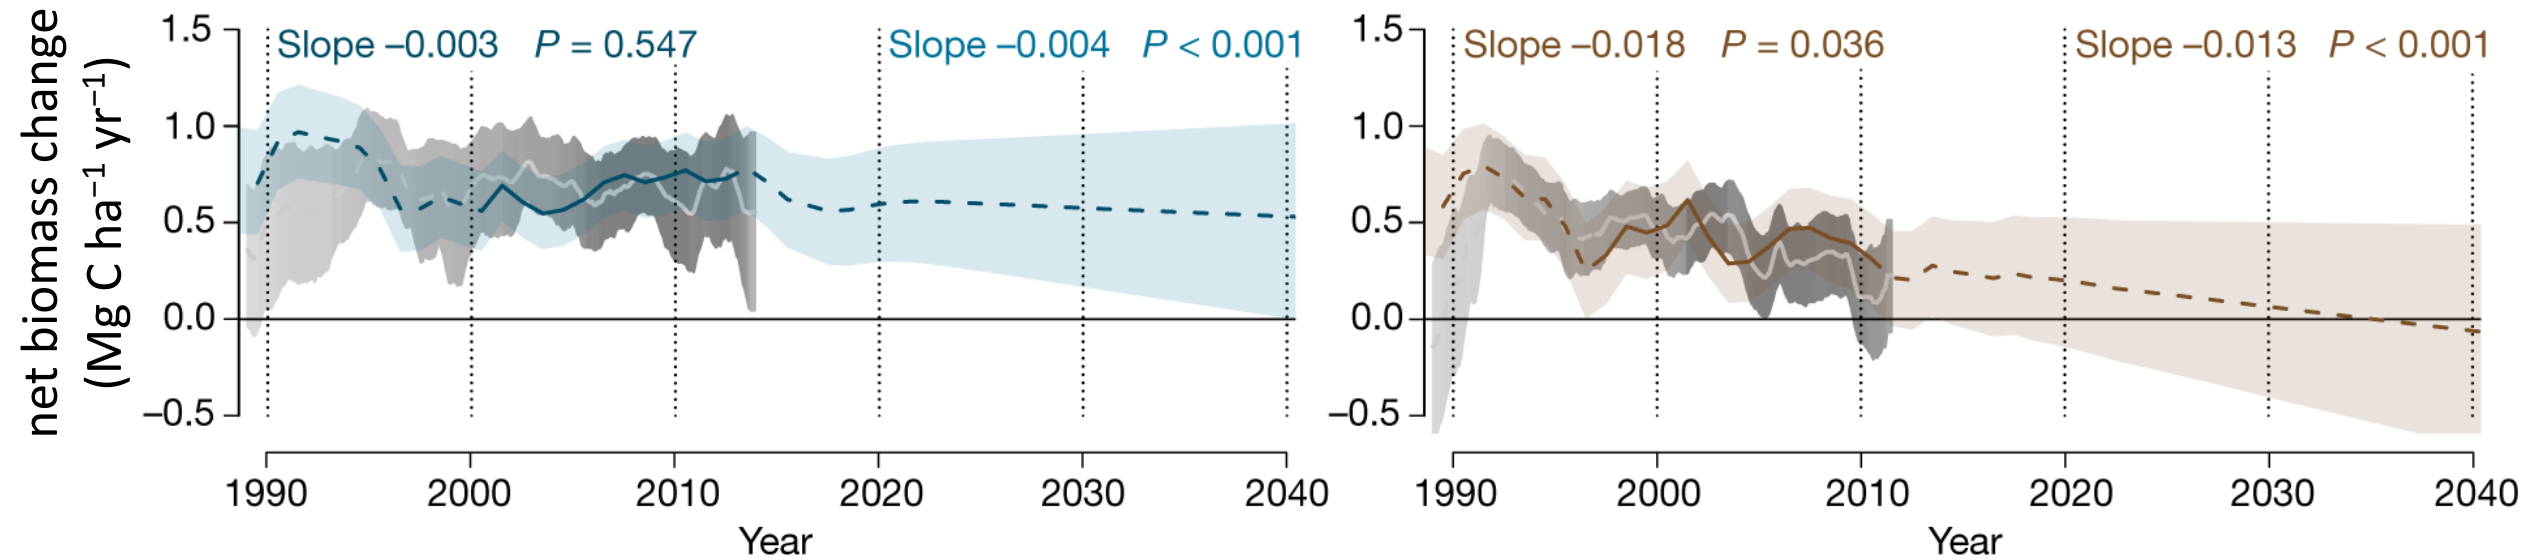 net biomass change
(Mg C ha⁻¹ yr⁻¹)
1.5
1.0
0.5
0.0
−0.5
Slope −0.003 P = 0.547
Slope −0.004 P < 0.001
1990 2000 2010 2020 2030 2040
Year
1.5
1.0
0.5
0.0
−0.5
Slope −0.018 P = 0.036
Slope −0.013 P < 0.001
1990 2000 2010 2020 2030 2040
Year